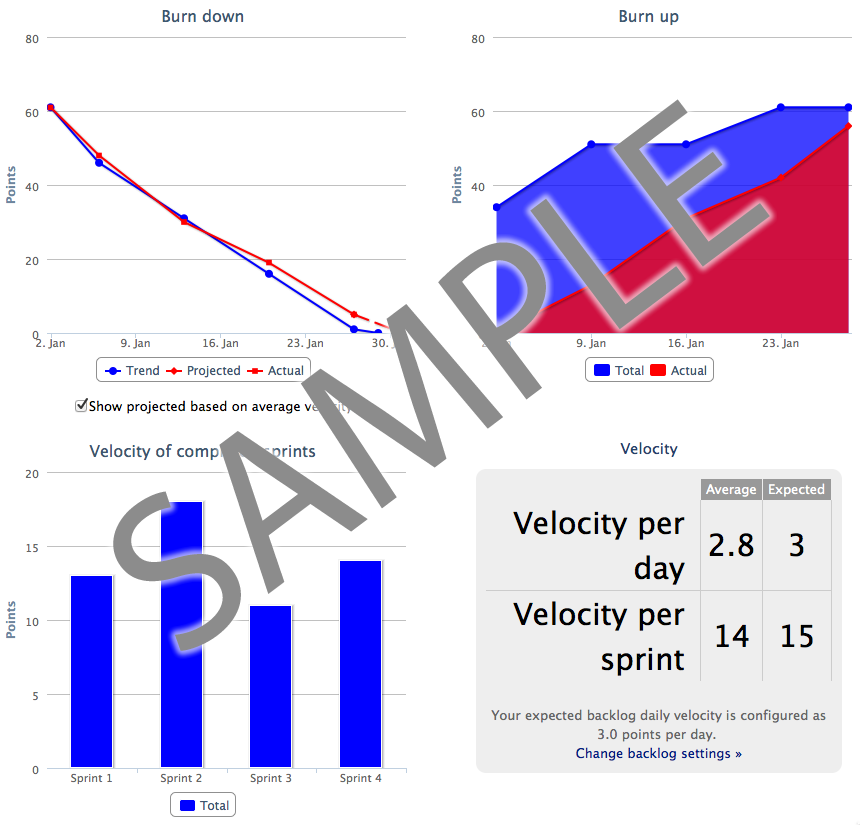 Burn down
80
60
40
20
0
Points
2. Jan 9. Jan 16. Jan 23. Jan 30.
Trend Projected Actual
Show projected based on average velocity
Burn up
80
60
40
Points
9. Jan 16. Jan 23. Jan
Total Actual
SAMPLE
Velocity of comp sprints
20
15
10
5
0
Points
Sprint 1 Sprint 2 Sprint 3 Sprint 4
Total
Velocity
Average Expected
Velocity per day 2.8 3
Velocity per sprint 14 15
Your expected backlog daily velocity is configured as
3.0 points per day.
Change backlog settings »